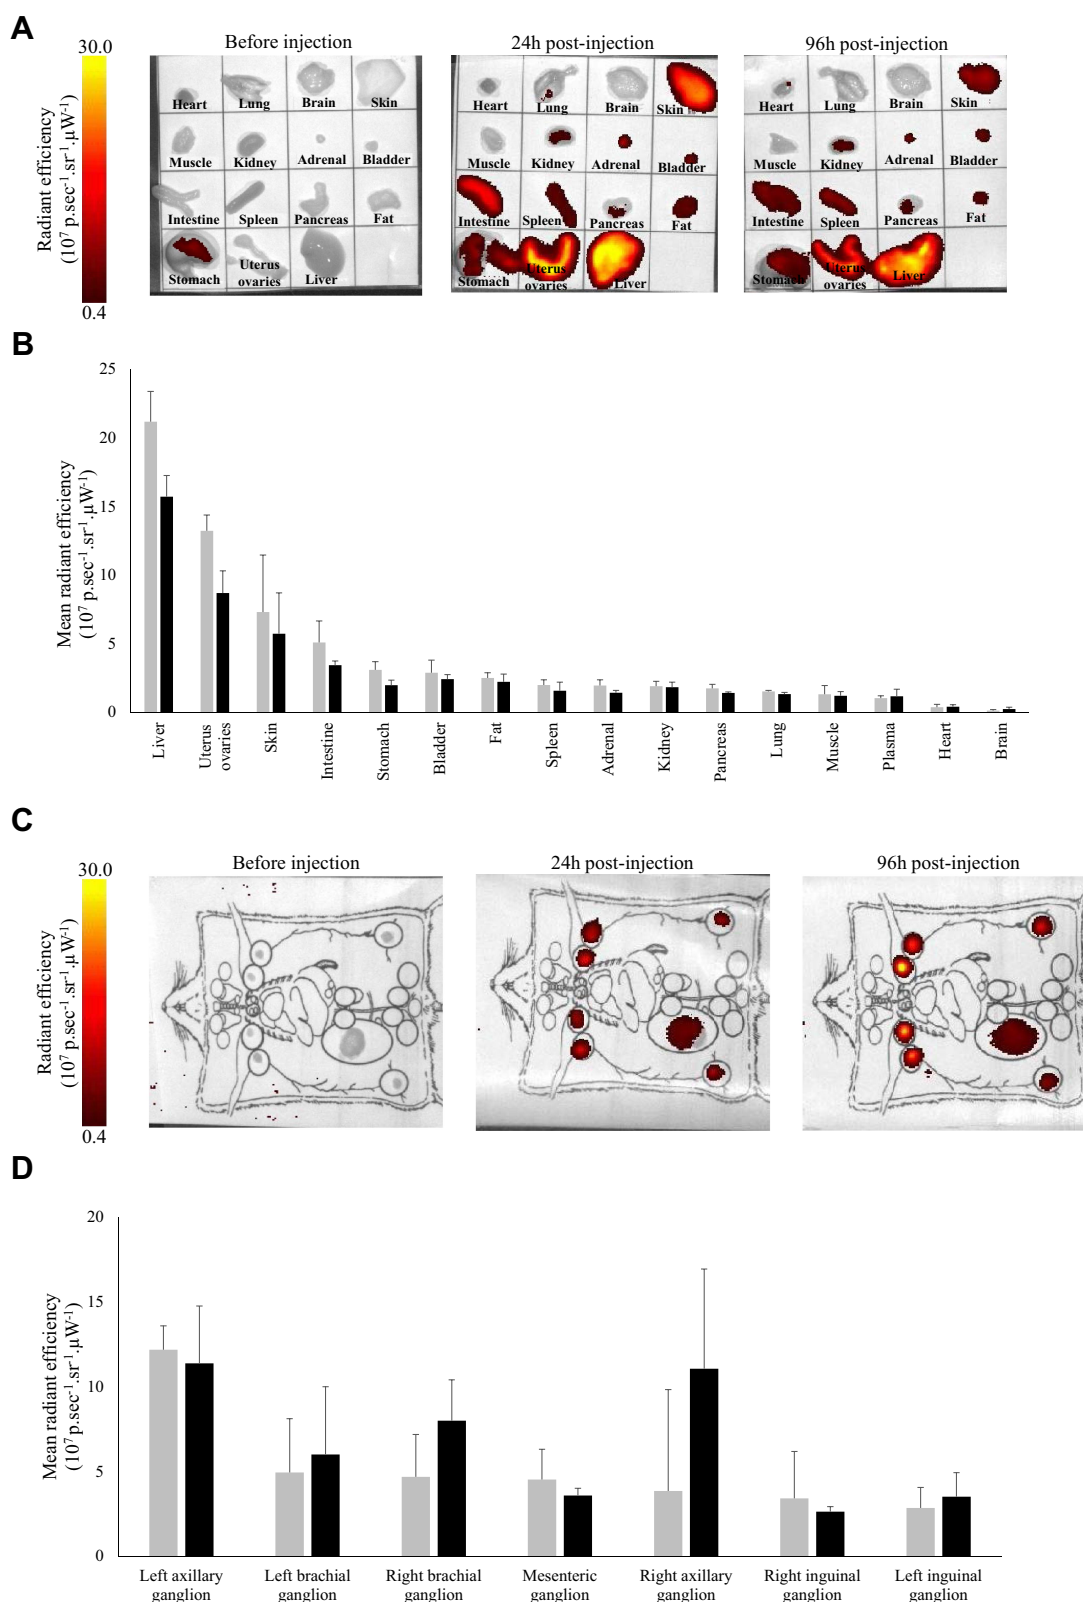 A
30.0
Radiant efficiency
(10⁷ p.sec⁻¹.sr⁻¹.µW⁻¹)
0.4
Before injection
Heart Lung Brain Skin
Muscle Kidney Adrenal Bladder
Intestine Spleen Pancreas Fat
Stomach Uterus ovaries Liver
24h post-injection
Heart Lung Brain Skin
Muscle Kidney Adrenal Bladder
Intestine Spleen Pancreas Fat
Stomach Uterus ovaries Liver
96h post-injection
Heart Lung Brain Skin
Muscle Kidney Adrenal Bladder
Intestine Spleen Pancreas Fat
Stomach Uterus ovaries Liver
B
Mean radiant efficiency
(10⁷ p.sec⁻¹.sr⁻¹.µW⁻¹)
25
20
15
10
5
0
Liver
Uterus
ovaries
Skin
Intestine
Stomach
Bladder
Fat
Spleen
Adrenal
Kidney
Pancreas
Lung
Muscle
Plasma
Heart
Brain
C
30.0
Radiant efficiency
(10⁷ p.sec⁻¹.sr⁻¹.µW⁻¹)
0.4
Before injection
24h post-injection
96h post-injection
D
Mean radiant efficiency
(10⁷ p.sec⁻¹.sr⁻¹.µW⁻¹)
20
15
10
5
0
Left axillary
ganglion
Left brachial
ganglion
Right brachial
ganglion
Mesenteric
ganglion
Right axillary
ganglion
Right inguinal
ganglion
Left inguinal
ganglion